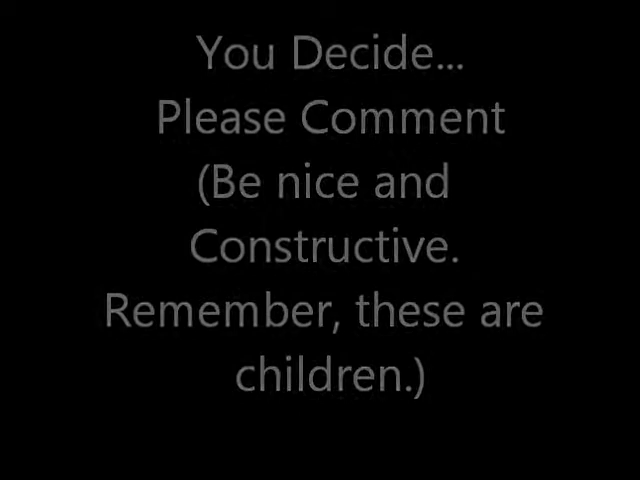 You Decide...
Please Comment
(Be nice and
Constructive.
Remember, these are
children.)